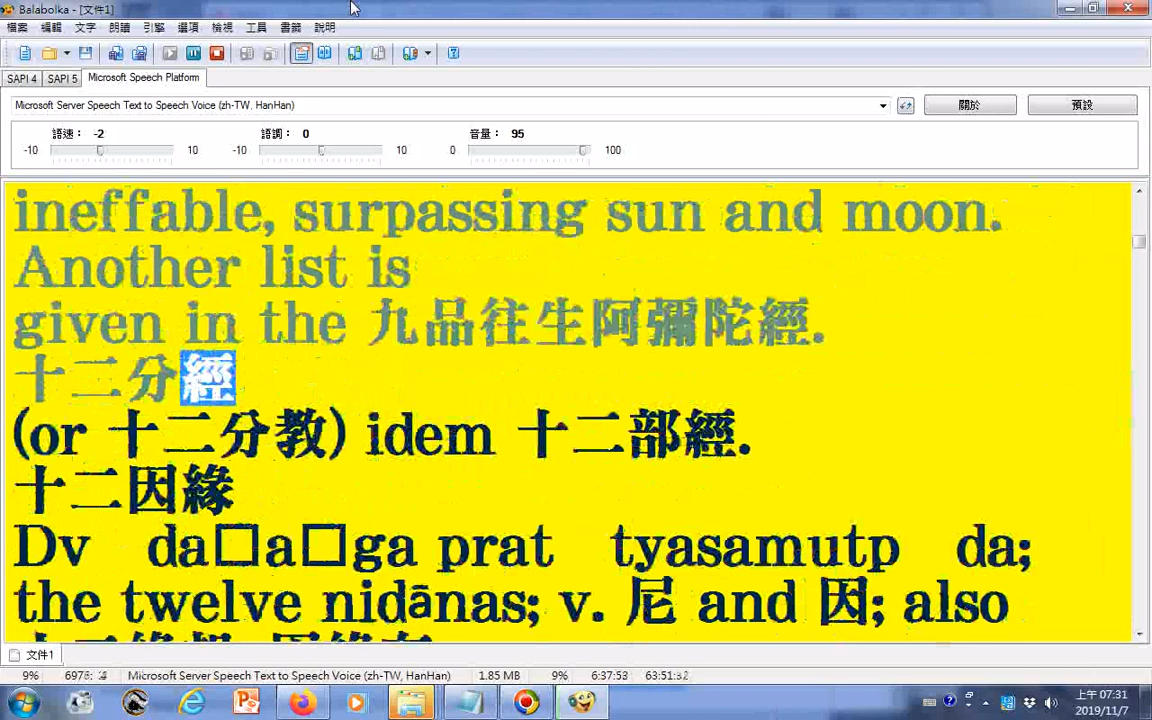 Balabolka - [文件1]
檔案 編輯 文字 朗讀 引擎 選項 檢視 工具 書籤 說明
SAPI 4 SAPI 5 Microsoft Speech Platform
Microsoft Server Speech Text to Speech Voice (zh-TW, HanHan) 關於 預設
語速： -2 語調： 0 音量： 95
-10 10 -10 10 0 100
ineffable, surpassing sun and moon.
Another list is
given in the 九品往生阿彌陀經.
十二分經
(or 十二分教) idem 十二部經.
十二因緣
Dv da□a□ga prat tyasamutp da;
the twelve nidānas; v. 尼 and 因; also
文件1
9% Microsoft Server Speech Text to Speech Voice (zh-TW, HanHan) 1.85 MB 9% 6:37:53 63:51:32
上午 07:31
2019/11/7